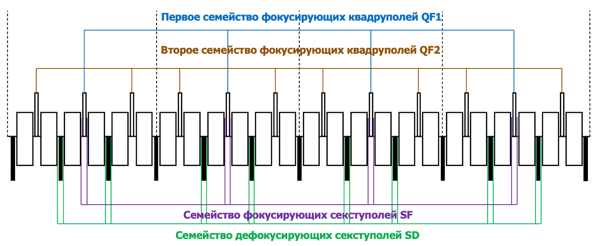 Первое семейство фокусирующих квадруполей QF1
Второе семейство фокусирующих квадруполей QF2
Семейство фокусирующих секступолей SF
Семейство дефокусирующих секступолей SD